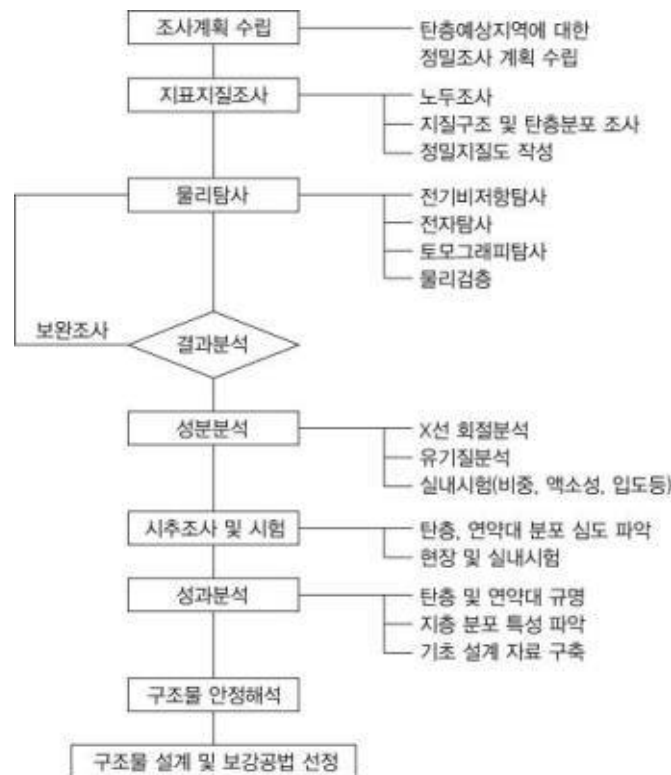 조사계획 수립
탄층예상지역에 대한
정밀조사 계획 수립
지표지질조사
노두조사
지질구조 및 탄층분포 조사
정밀지질도 작성
물리탐사
전기비저항탐사
전자탐사
토모그래피탐사
물리검층
보완조사
결과분석
성분분석
X선 회절분석
유기질분석
실내시험(비중, 액소성, 입도등)
시추조사 및 시험
탄층, 연약대 분포 심도 파악
현장 및 실내시험
성과분석
탄층 및 연약대 규명
지층 분포 특성 파악
기초 설계 자료 구축
구조물 안정해석
구조물 설계 및 보강공법 선정